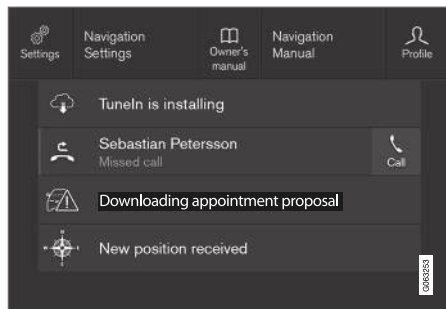 Settings
Navigation
Settings
Owner's
manual
Navigation
Manual
Profile
TuneIn is installing
Sebastian Petersson
Missed call
Call
Downloading appointment proposal
New position received
G063253